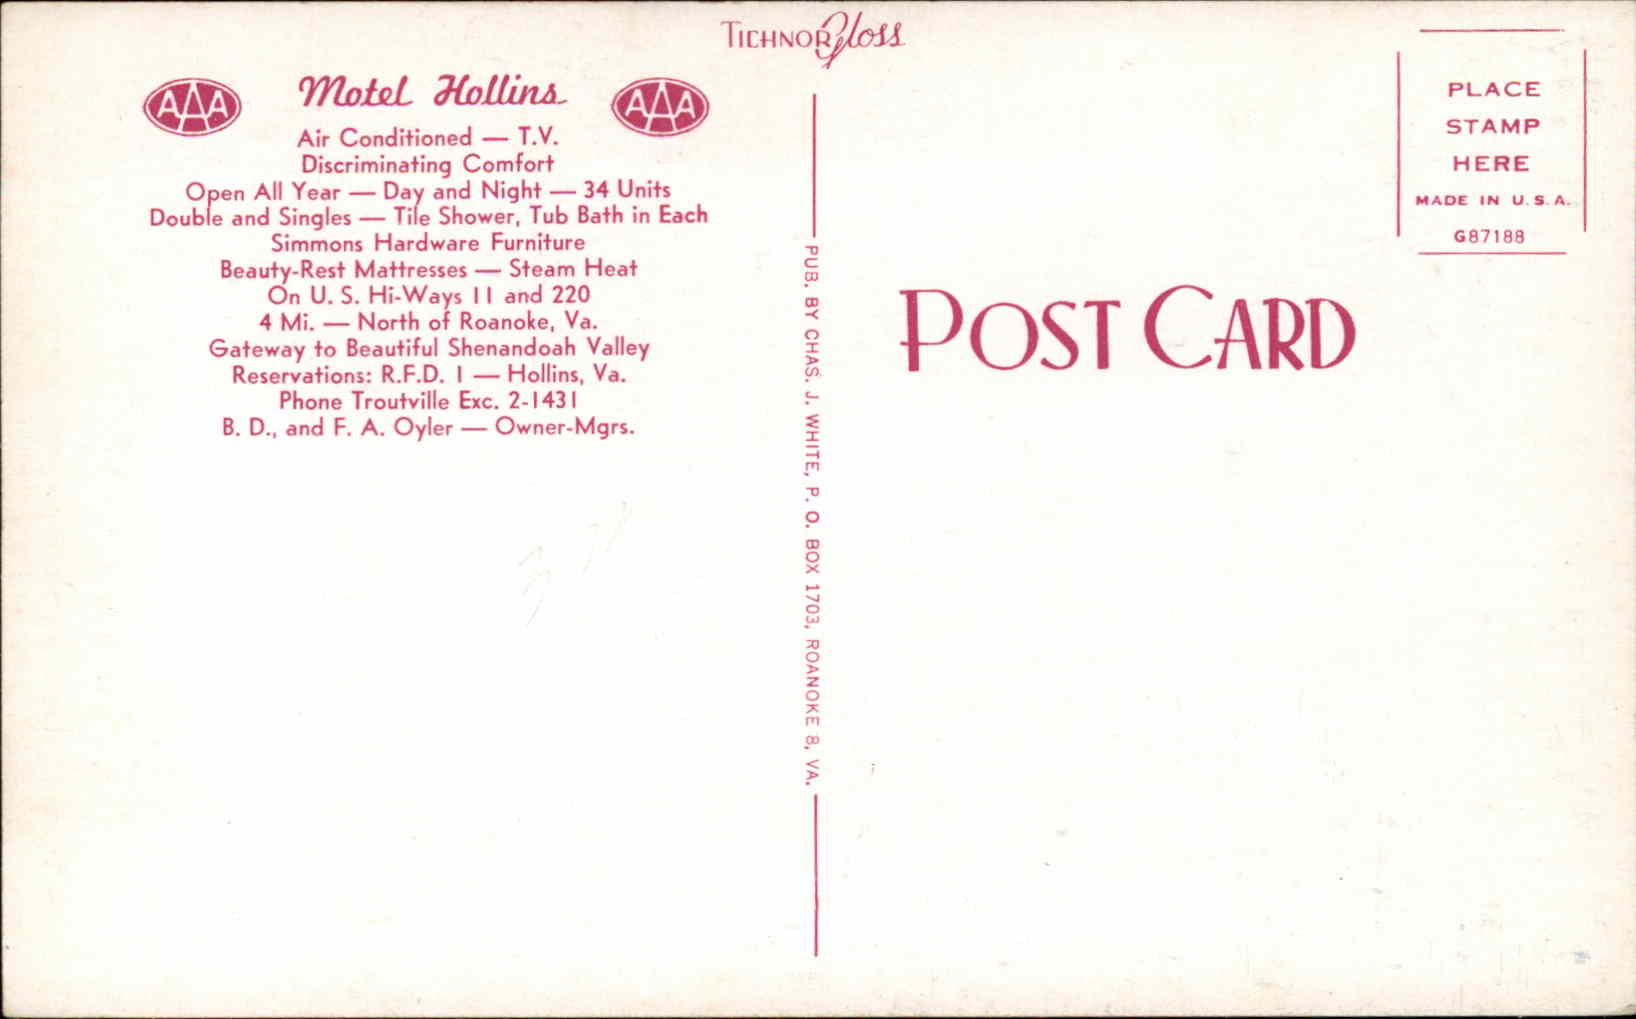 TICHNOR Gloss
AAA
Motel Hollins
AAA
Air Conditioned — T.V.
Discriminating Comfort
Open All Year — Day and Night — 34 Units
Double and Singles — Tile Shower, Tub Bath in Each
Simmons Hardware Furniture
Beauty-Rest Mattresses — Steam Heat
On U. S. Hi-Ways 11 and 220
4 Mi. — North of Roanoke, Va.
Gateway to Beautiful Shenandoah Valley
Reservations: R.F.D. 1 — Hollins, Va.
Phone Troutville Exc. 2-1431
B. D., and F. A. Oyler — Owner-Mgrs.
PUB. BY CHAS. J. WHITE, P. O. BOX 1703, ROANOKE 8, VA.
PLACE
STAMP
HERE
MADE IN U.S.A.
G87188
POST CARD